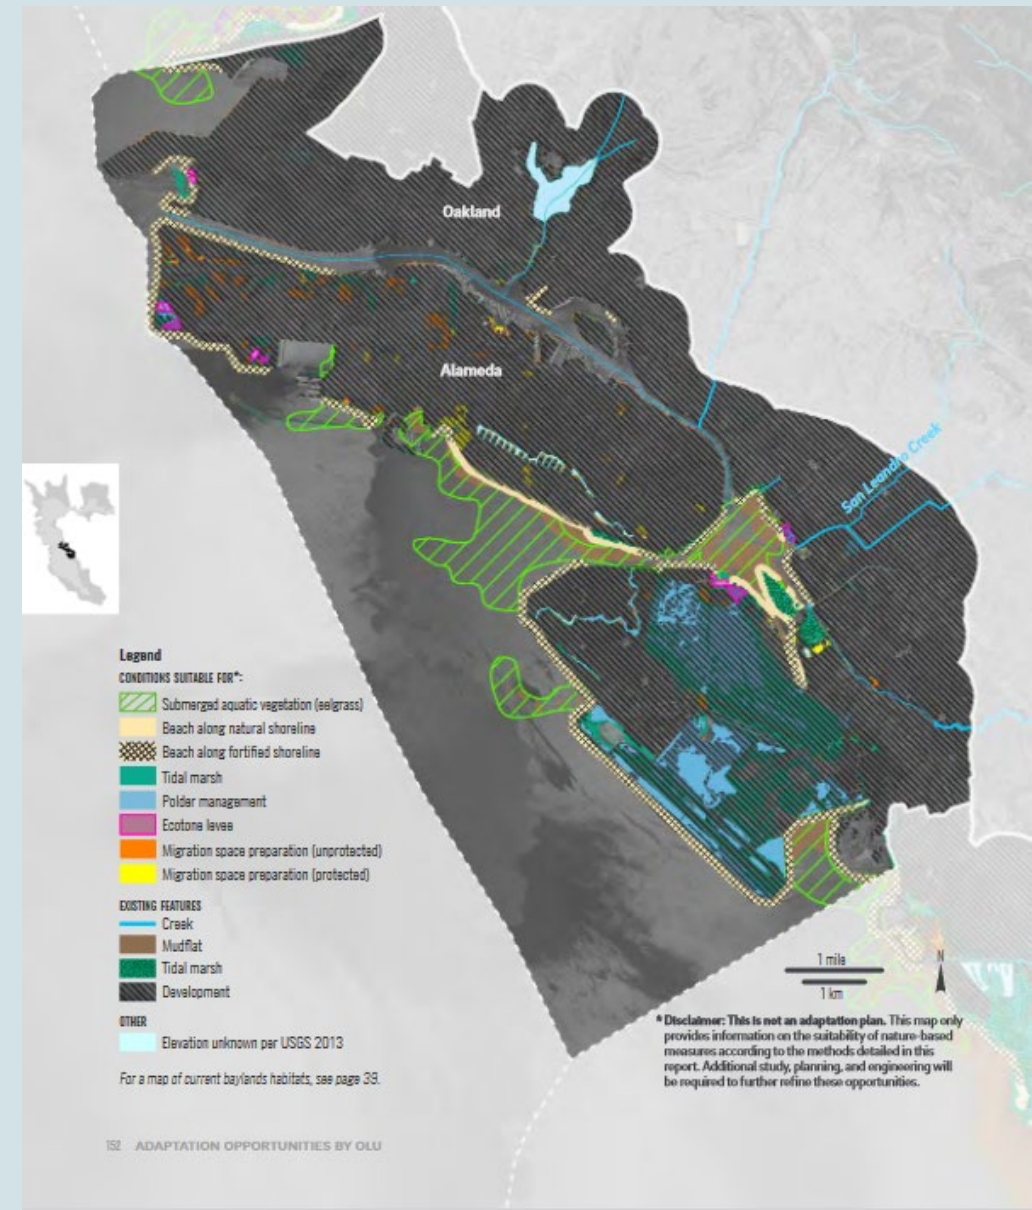 Oakland
Alameda
San Leandro Creek
Legend
CONDITIONS SUITABLE FOR*:
Submerged aquatic vegetation (eelgrass)
Beach along natural shoreline
Beach along fortified shoreline
Tidal marsh
Polder management
Ecotone levee
Migration space preparation (unprotected)
Migration space preparation (protected)
EXISTING FEATURES
Creek
Mudflat
Tidal marsh
Development
OTHER
Elevation unknown per USGS 2013
For a map of current baylands habitats, see page 39.
1 mile
1 km
N
* Disclaimer: This is not an adaptation plan. This map only
provides information on the suitability of nature-based
measures according to the methods detailed in this
report. Additional study, planning, and engineering will
be required to further refine these opportunities.
152 ADAPTATION OPPORTUNITIES BY OLU